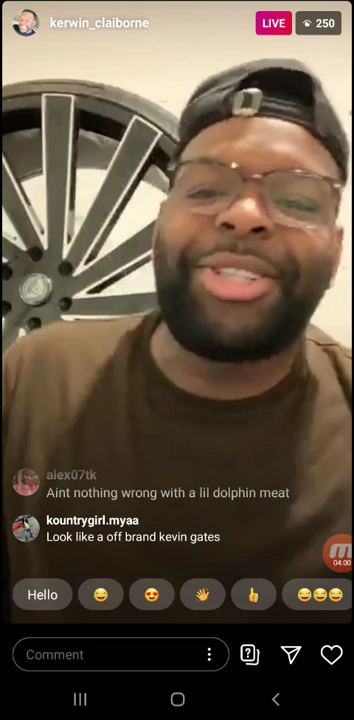 kerwin_claiborne
LIVE
250
alex07tk
Aint nothing wrong with a lil dolphin meat
kountrygirl.myaa
Look like a off brand kevin gates
04:00
Hello
Comment